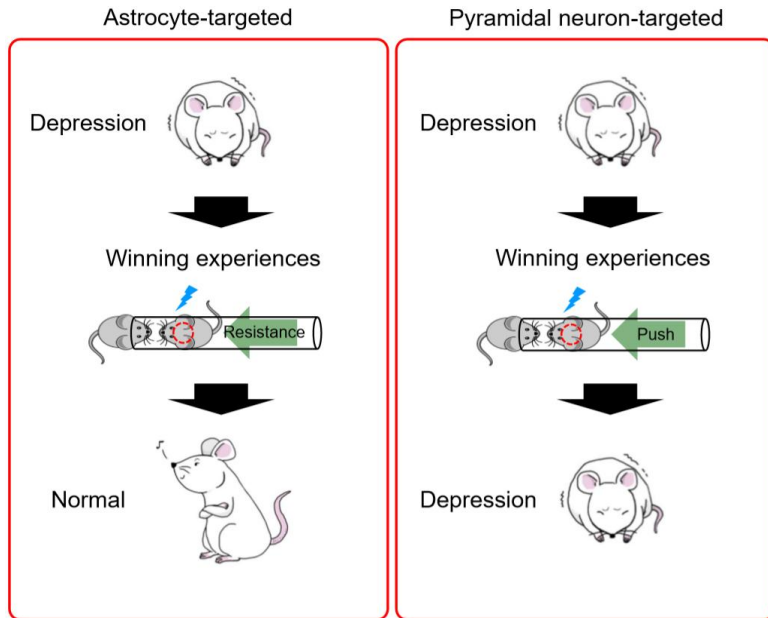 Astrocyte-targeted
Depression
Winning experiences
Resistance
Normal
Pyramidal neuron-targeted
Depression
Winning experiences
Push
Depression